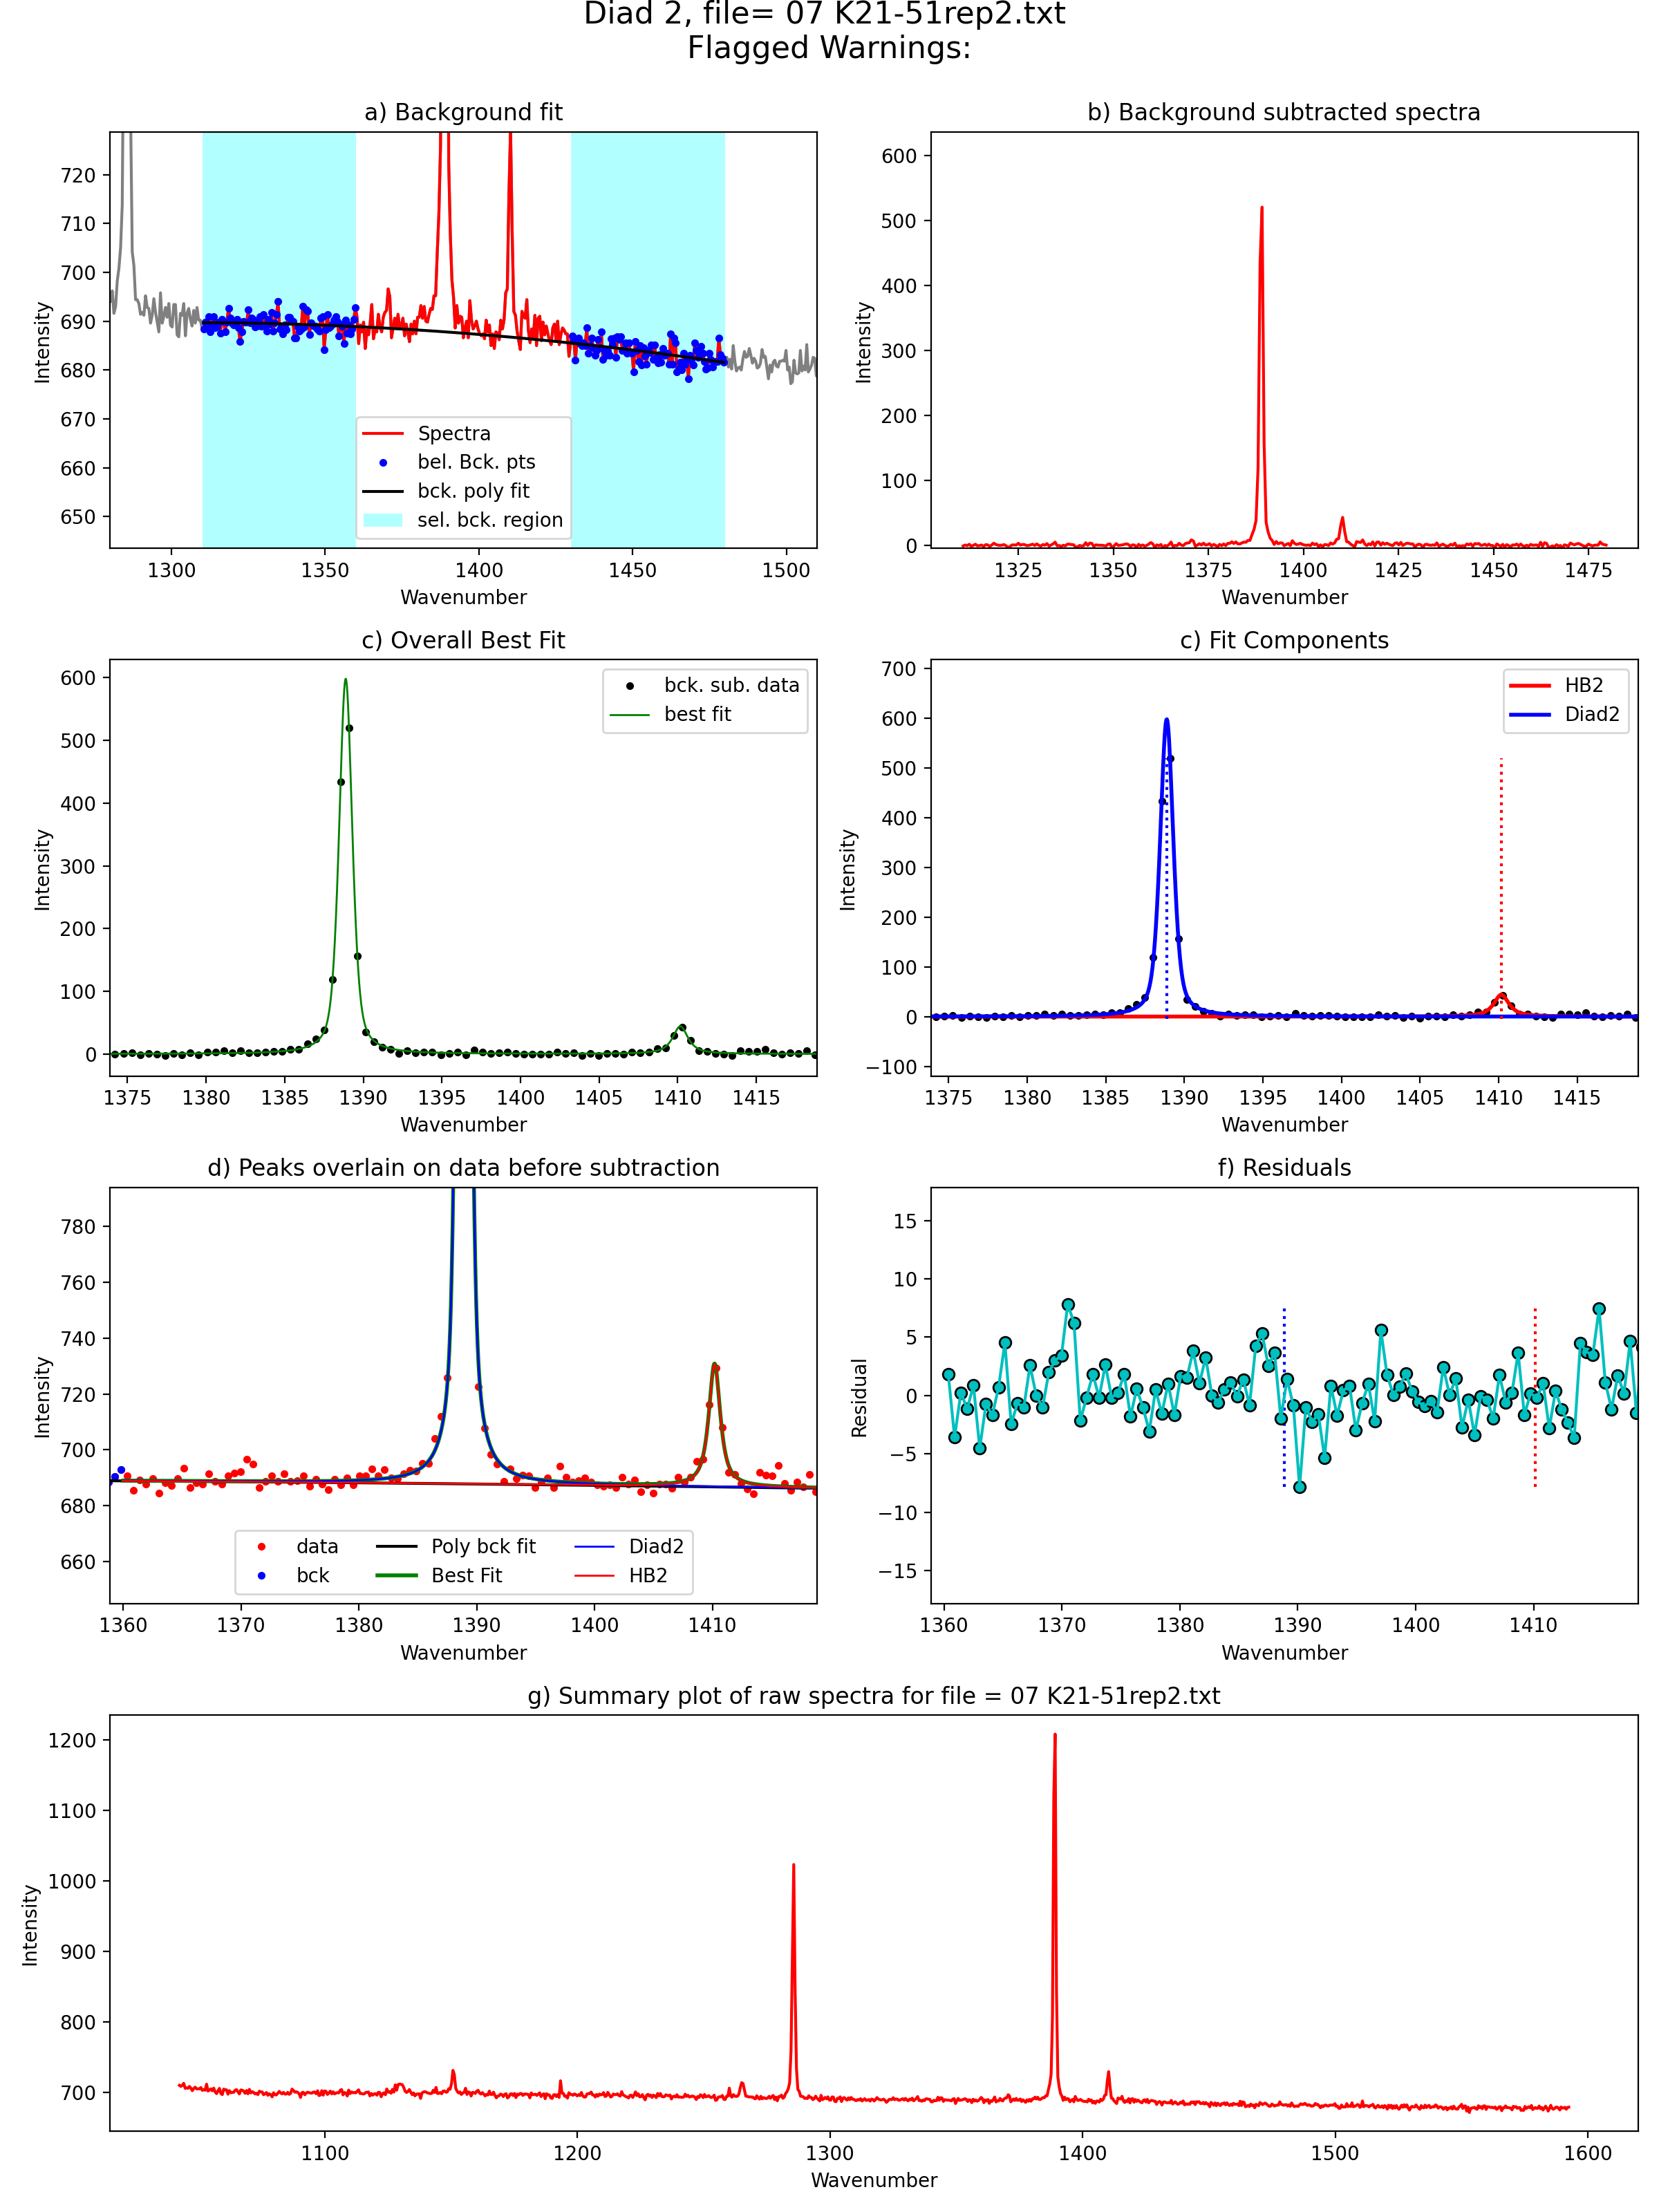 Diad 2, file= 07 K21-51rep2.txt
Flagged Warnings:
a) Background fit
720
710
700
690
680
670
660
650
Intensity
Spectra
bel. Bck. pts
bck. poly fit
sel. bck. region
1300 1350 1400 1450 1500
Wavenumber
b) Background subtracted spectra
600
500
400
300
200
100
0
Intensity
1325 1350 1375 1400 1425 1450 1475
Wavenumber
c) Overall Best Fit
600
500
400
300
200
100
0
Intensity
bck. sub. data
best fit
1375 1380 1385 1390 1395 1400 1405 1410 1415
Wavenumber
c) Fit Components
700
600
500
400
300
200
100
0
−100
Intensity
HB2
Diad2
1375 1380 1385 1390 1395 1400 1405 1410 1415
Wavenumber
d) Peaks overlain on data before subtraction
780
760
740
720
700
680
660
Intensity
data Poly bck fit Diad2
bck Best Fit HB2
1360 1370 1380 1390 1400 1410
Wavenumber
f) Residuals
15
10
5
0
−5
−10
−15
Residual
1360 1370 1380 1390 1400 1410
Wavenumber
g) Summary plot of raw spectra for file = 07 K21-51rep2.txt
1200
1100
1000
900
800
700
Intensity
1100 1200 1300 1400 1500 1600
Wavenumber